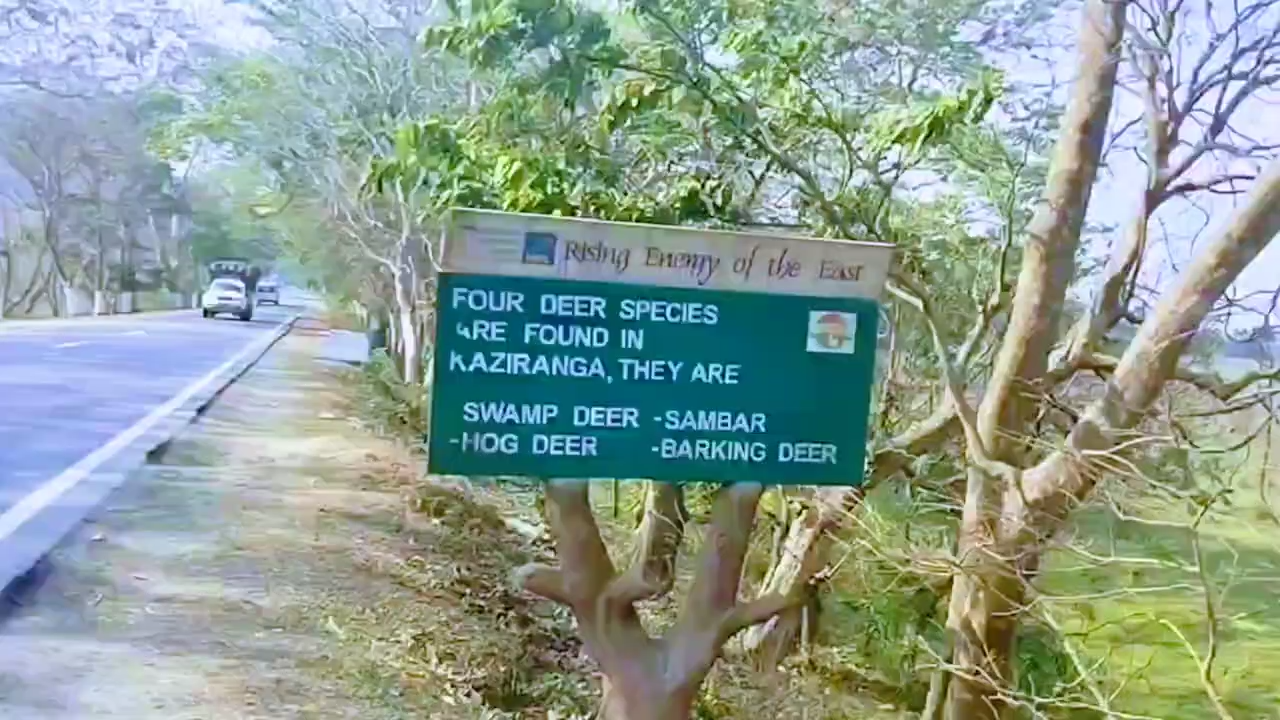 Rising Enemy of the East
FOUR DEER SPECIES
ARE FOUND IN
KAZIRANGA, THEY ARE
SWAMP DEER -SAMBAR
-HOG DEER -BARKING DEER